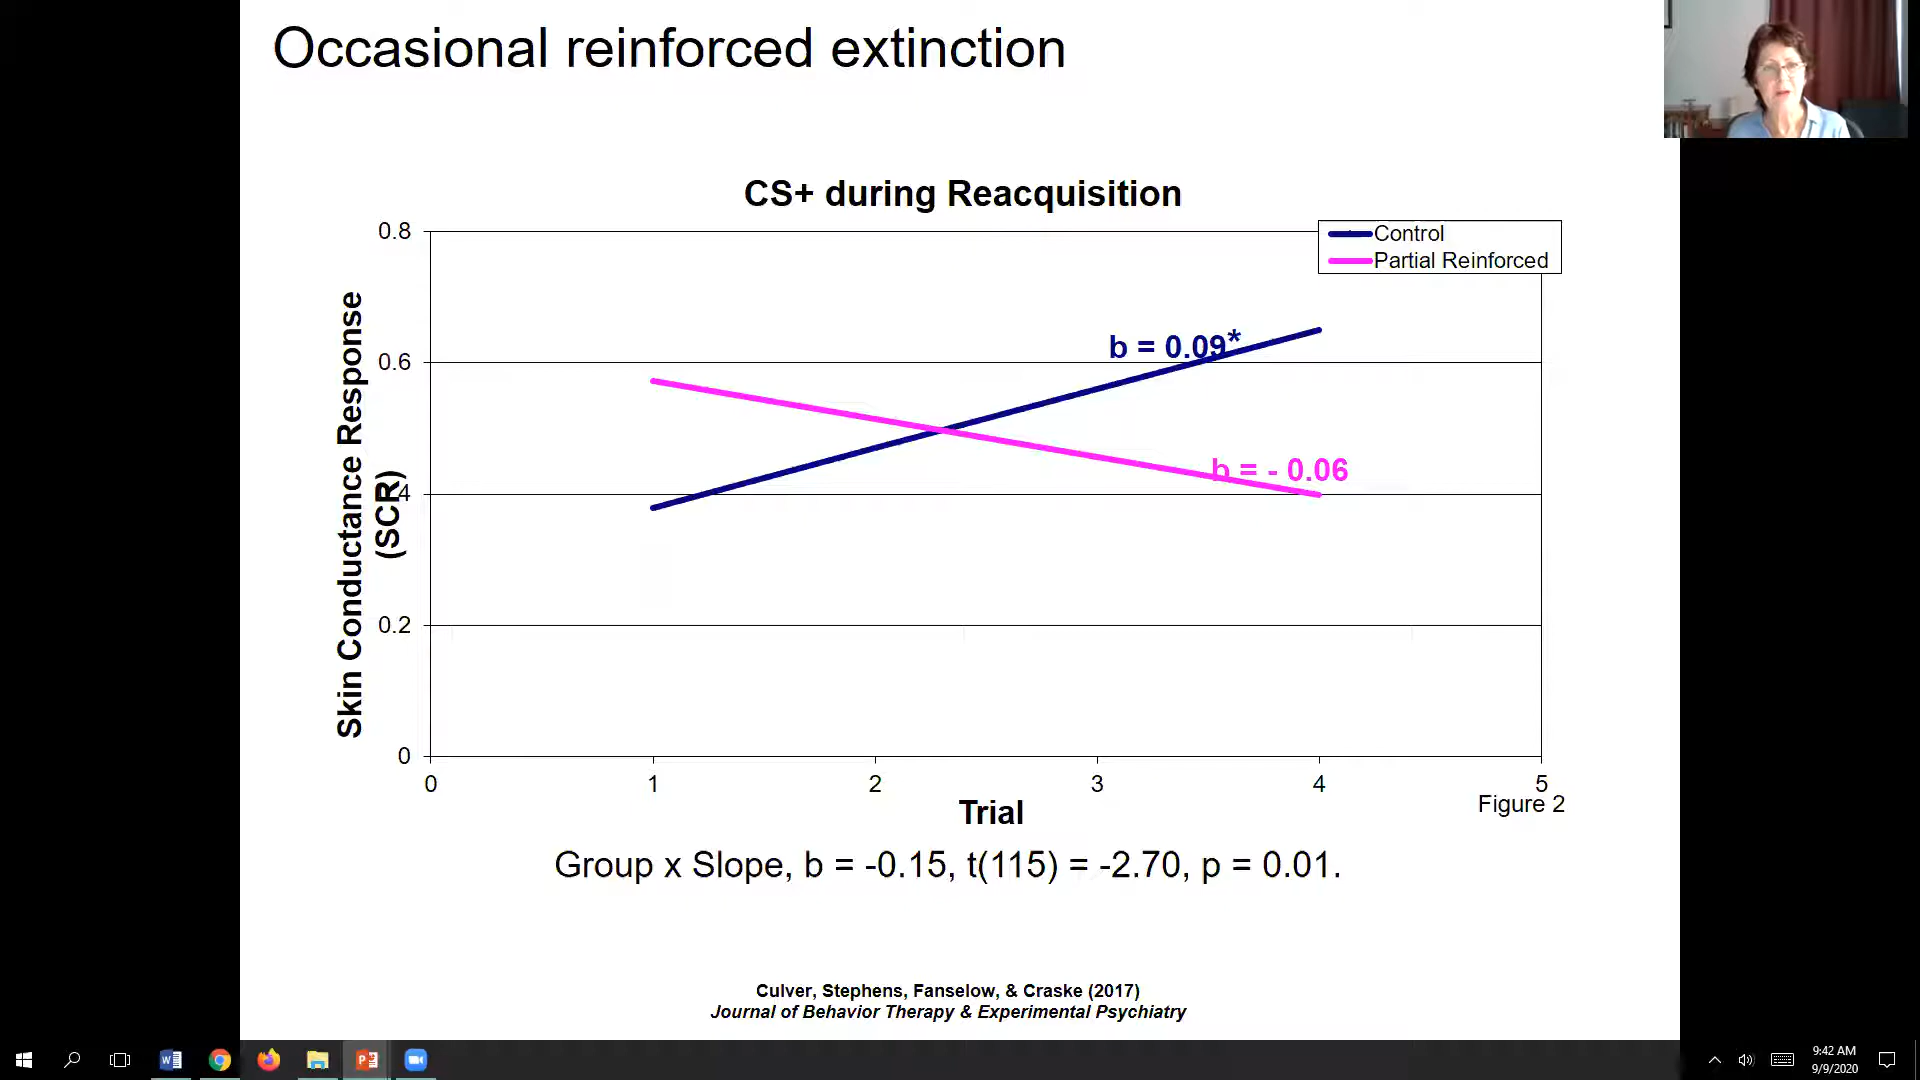 Occasional reinforced extinction
CS+ during Reacquisition
Control
Partial Reinforced
Skin Conductance Response
(SCR)
0.8
0.6
4
0.2
0
b = 0.09*
b = - 0.06
0 1 2 3 4 5
Trial
Figure 2
Group x Slope, b = -0.15, t(115) = -2.70, p = 0.01.
Culver, Stephens, Fanselow, & Craske (2017)
Journal of Behavior Therapy & Experimental Psychiatry
9:42 AM
9/9/2020